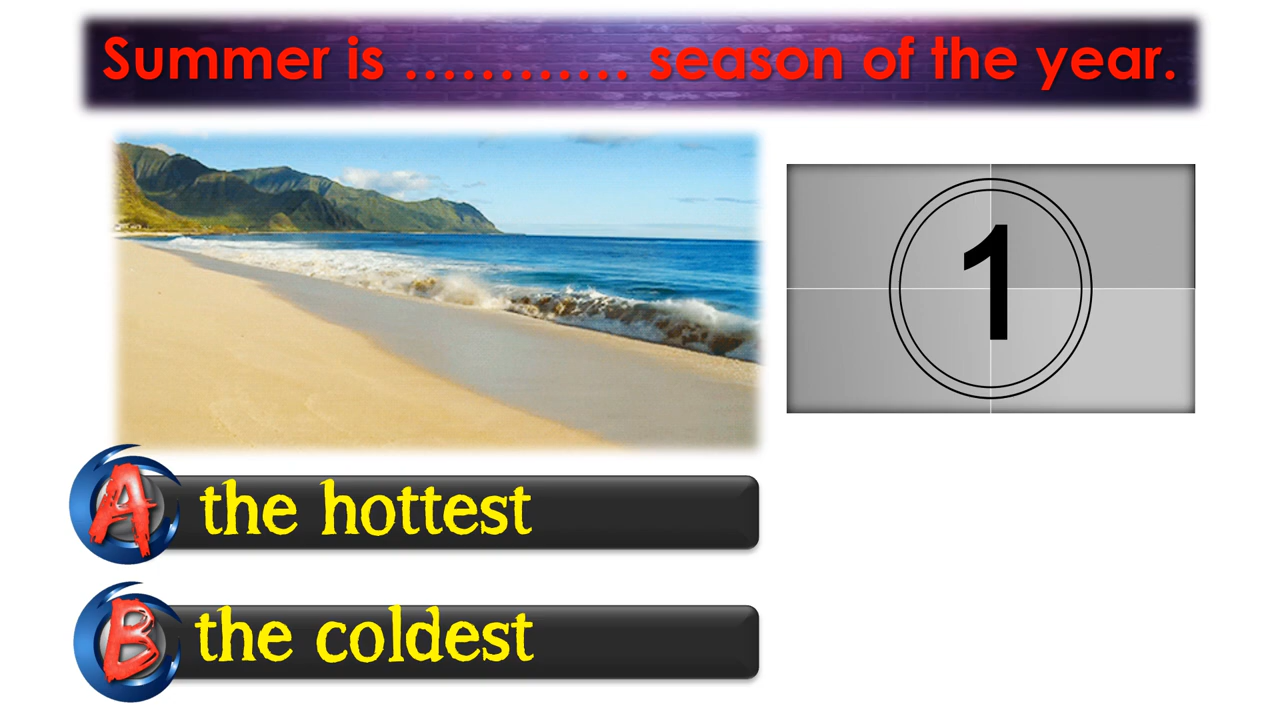 Summer is ………… season of the year.
1
A the hottest
B the coldest